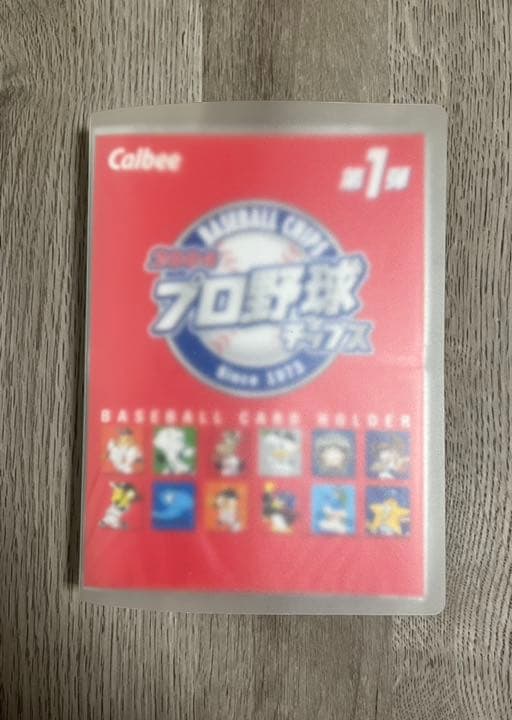 Calbee
第1弾
BASEBALL CHIPS
プロ野球
チップス
Since 1973
BASEBALL CARD HOLDER